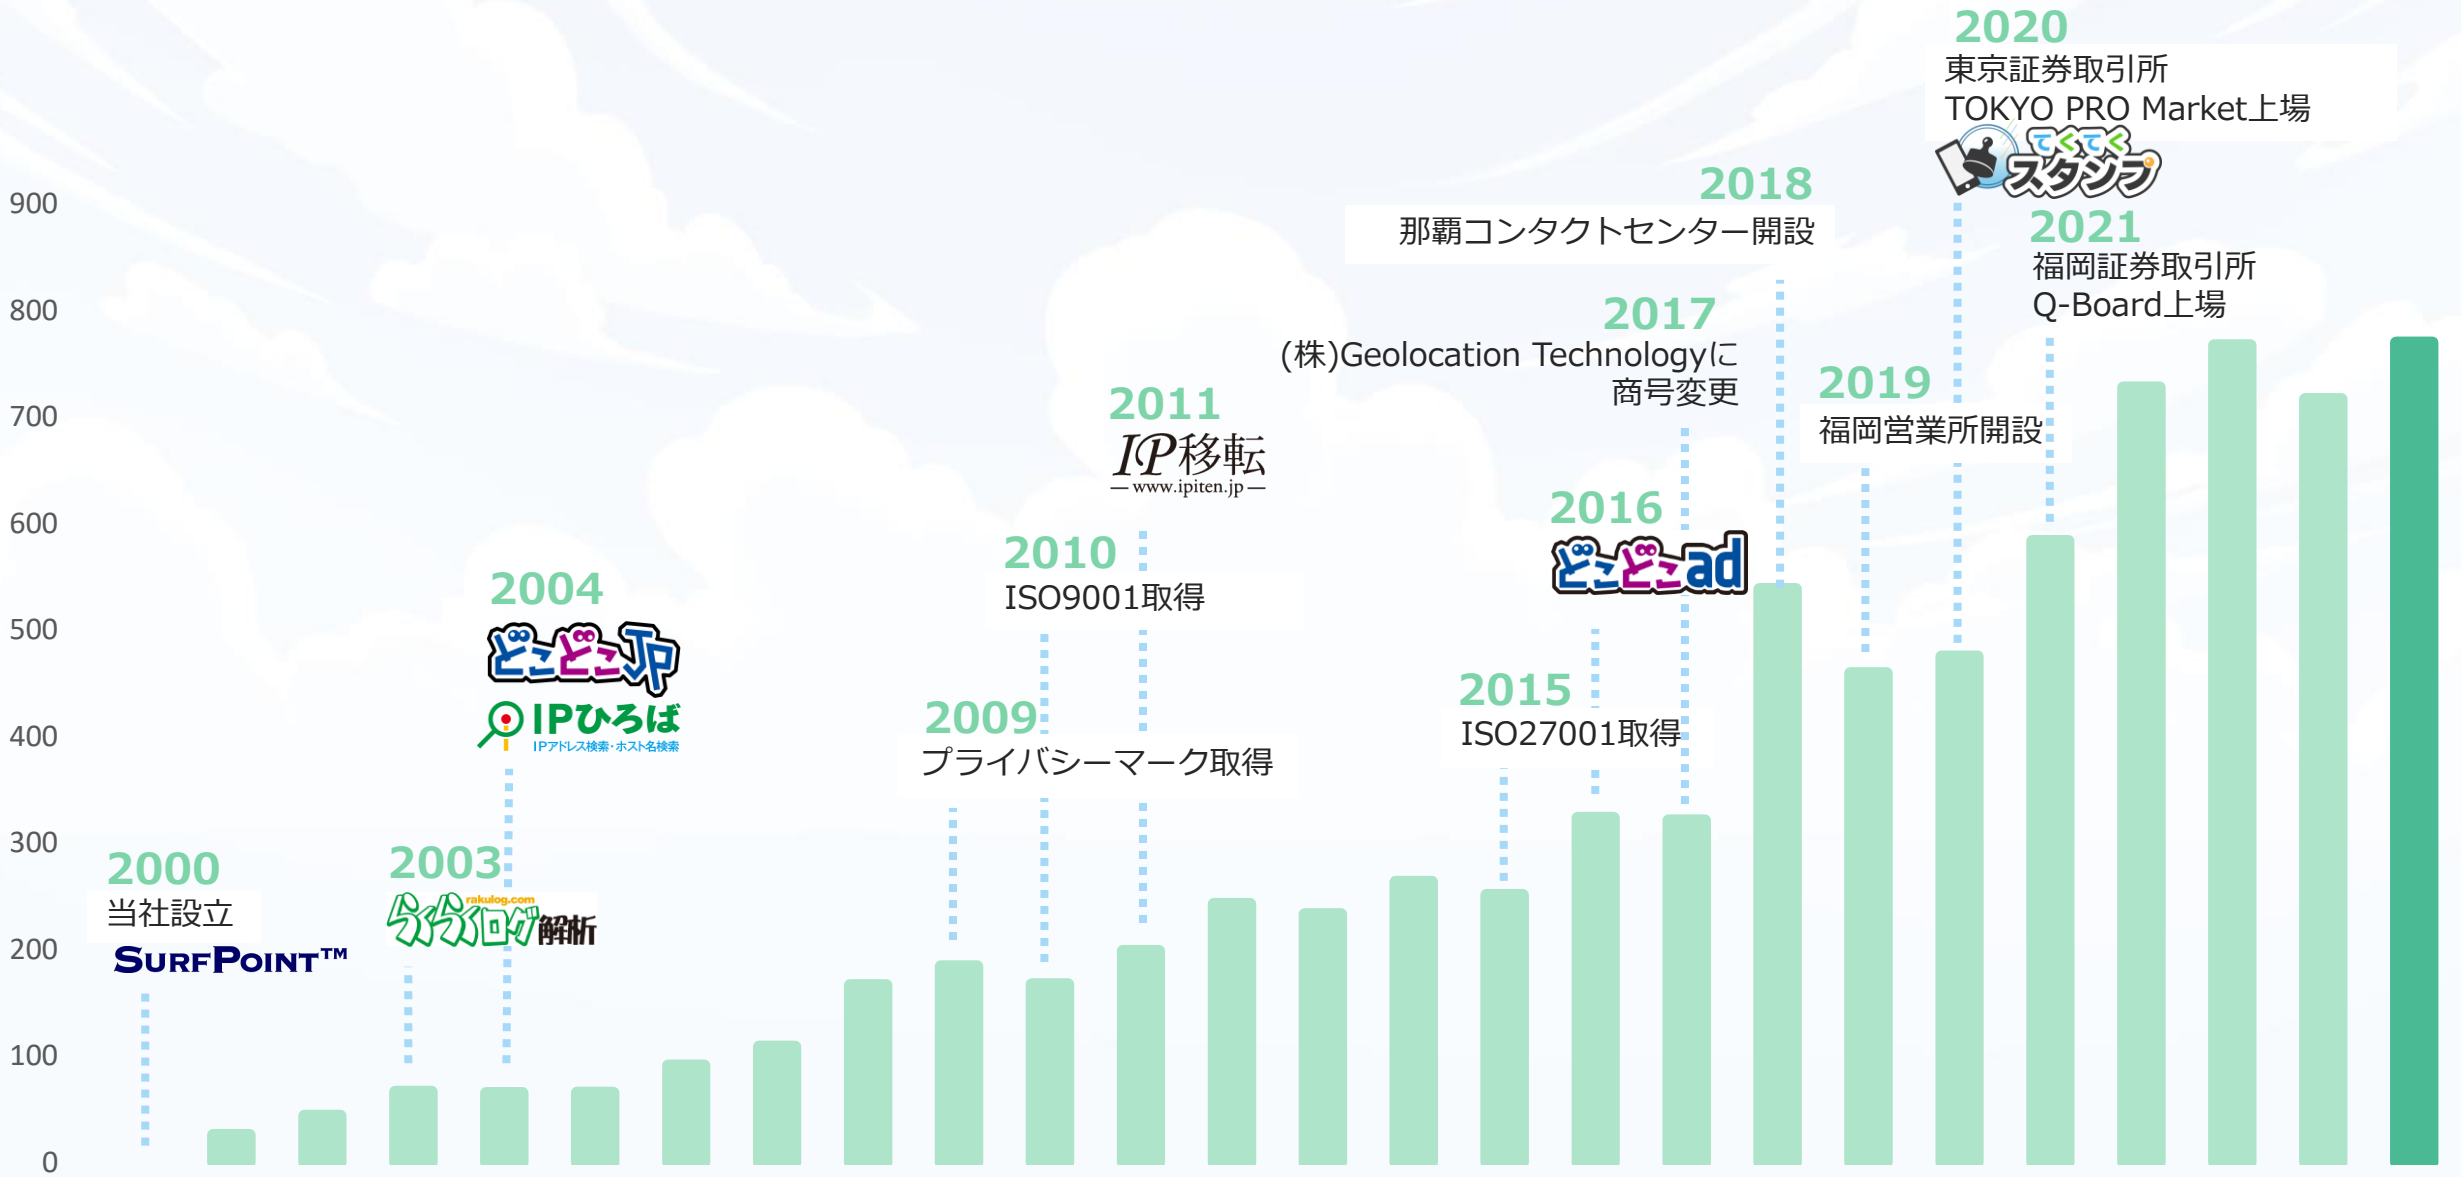 900
800
700
600
500
400
300
200
100
0
2000
当社設立
SURFPOINT™
2003
rakulog.com
らくらくログ解析
2004
どこどこJP
IPひろば
IPアドレス検索・ホスト名検索
2009
プライバシーマーク取得
2010
ISO9001取得
2011
IP移転
www.ipiten.jp
2015
ISO27001取得
2016
どこどこad
2017
(株)Geolocation Technologyに
商号変更
2018
那覇コンタクトセンター開設
2019
福岡営業所開設
2020
東京証券取引所
TOKYO PRO Market上場
てくてく
スタンプ
2021
福岡証券取引所
Q-Board上場